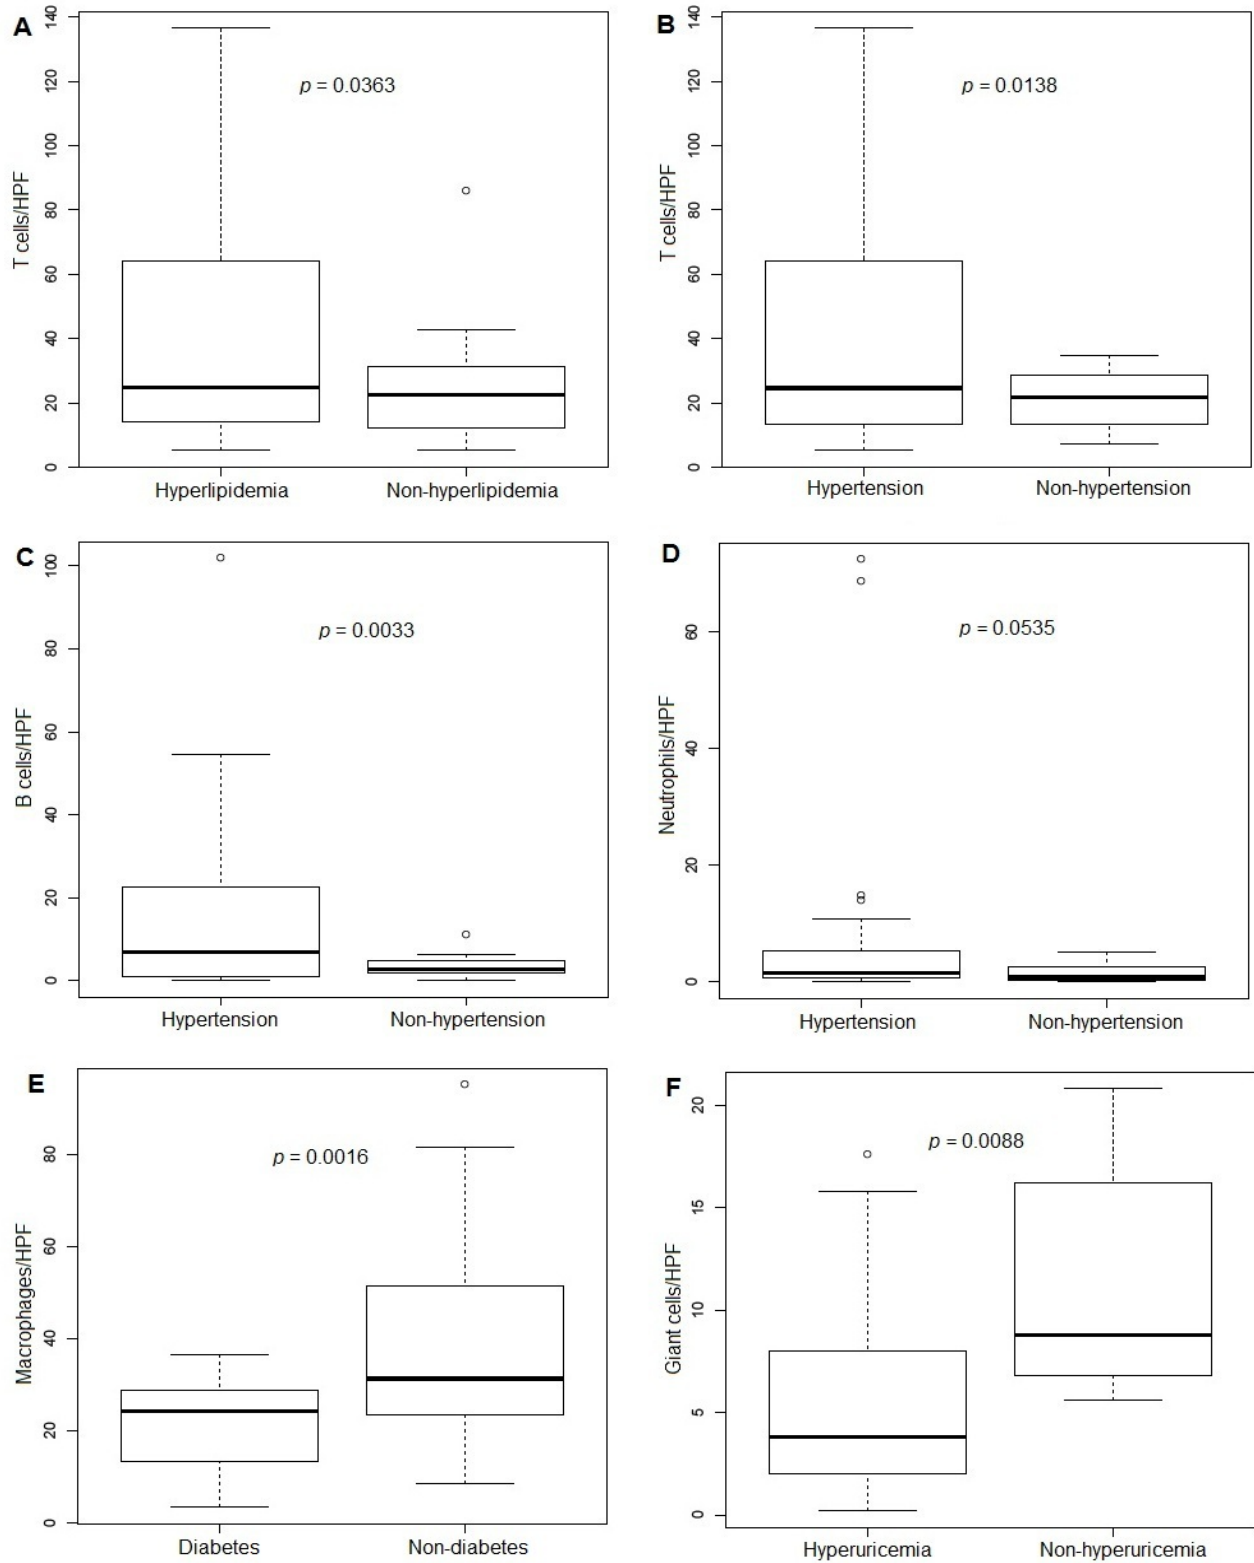 A
T cells/HPF
0
20
40
60
80
100
120
140
p = 0.0363
Hyperlipidemia
Non-hyperlipidemia
B
T cells/HPF
0
20
40
60
80
100
120
140
p = 0.0138
Hypertension
Non-hypertension
C
B cells/HPF
0
20
40
60
80
100
p = 0.0033
Hypertension
Non-hypertension
D
Neutrophils/HPF
0
20
40
60
p = 0.0535
Hypertension
Non-hypertension
E
Macrophages/HPF
0
20
40
60
80
p = 0.0016
Diabetes
Non-diabetes
F
Giant cells/HPF
0
5
10
15
20
p = 0.0088
Hyperuricemia
Non-hyperuricemia